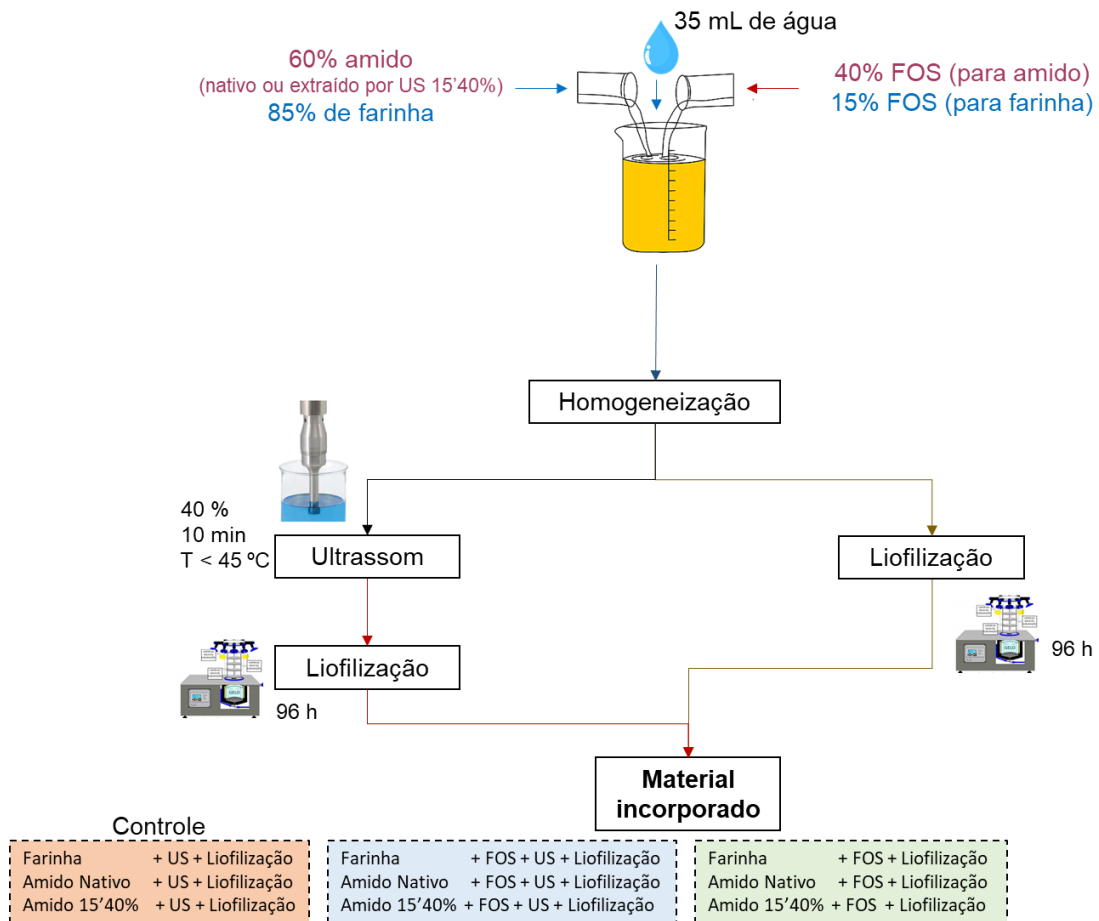 35 mL de água
60% amido
(nativo ou extraído por US 15'40%)
85% de farinha
40% FOS (para amido)
15% FOS (para farinha)
Homogeneização
40 %
10 min
T < 45 ºC
Ultrassom
Liofilização
Liofilização
96 h
96 h
Material
incorporado
Controle
Farinha + US + Liofilização
Amido Nativo + US + Liofilização
Amido 15'40% + US + Liofilização
Farinha + FOS + US + Liofilização
Amido Nativo + FOS + US + Liofilização
Amido 15'40% + FOS + US + Liofilização
Farinha + FOS + Liofilização
Amido Nativo + FOS + Liofilização
Amido 15'40% + FOS + Liofilização